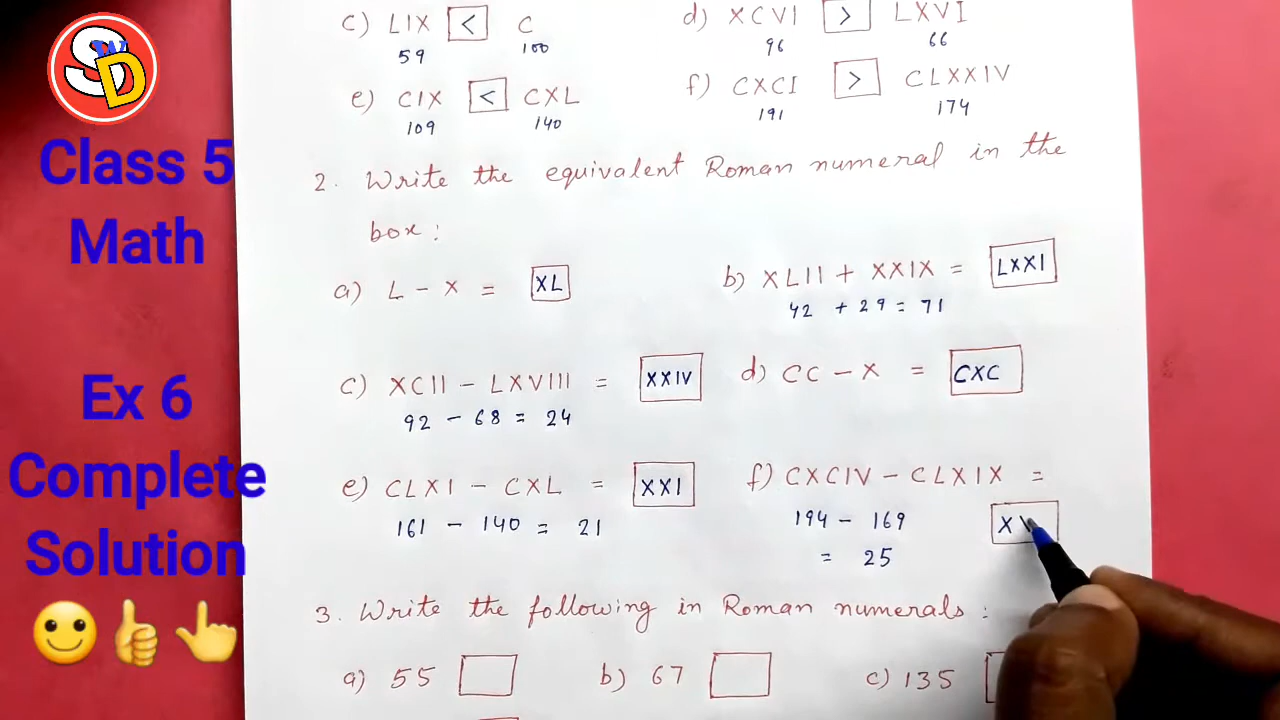 SWD
Class 5
Math
Ex 6
Complete
Solution
c) LIX < C d) XCVI > LXVI
59 100 96 66
e) CIX < CXL f) CXCI > CLXXIV
109 140 191 174
2. Write the equivalent Roman numeral in the
box:
a) L - X = XL b) XLII + XXIX = LXXI
42 + 29 = 71
c) XCII - LXVIII = XXIV d) CC - X = CXC
92 - 68 = 24
e) CLXI - CXL = XXI f) CXCIV - CLXIX =
161 - 140 = 21 194 - 169
= 25
3. Write the following in Roman numerals:
a) 55 b) 67 c) 135